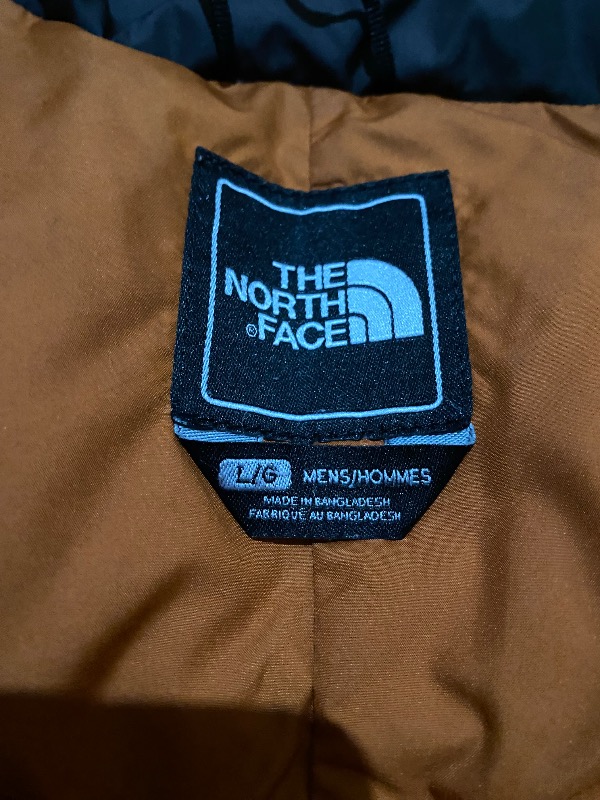 THE
NORTH
®FACE
L/G MENS/HOMMES
MADE IN BANGLADESH
FABRIQUÉ AU BANGLADESH